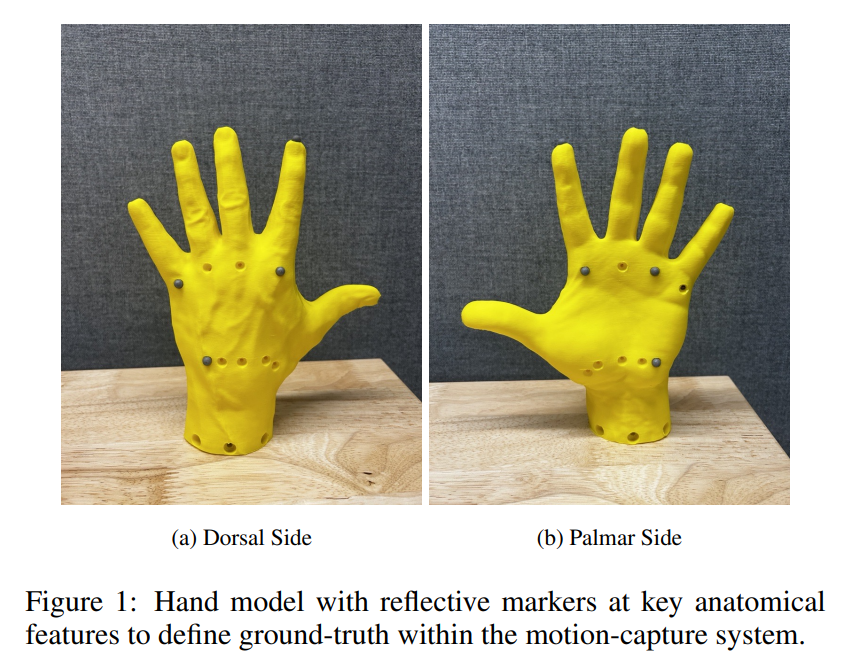 (a) Dorsal Side
(b) Palmar Side
Figure 1: Hand model with reflective markers at key anatomical
features to define ground-truth within the motion-capture system.